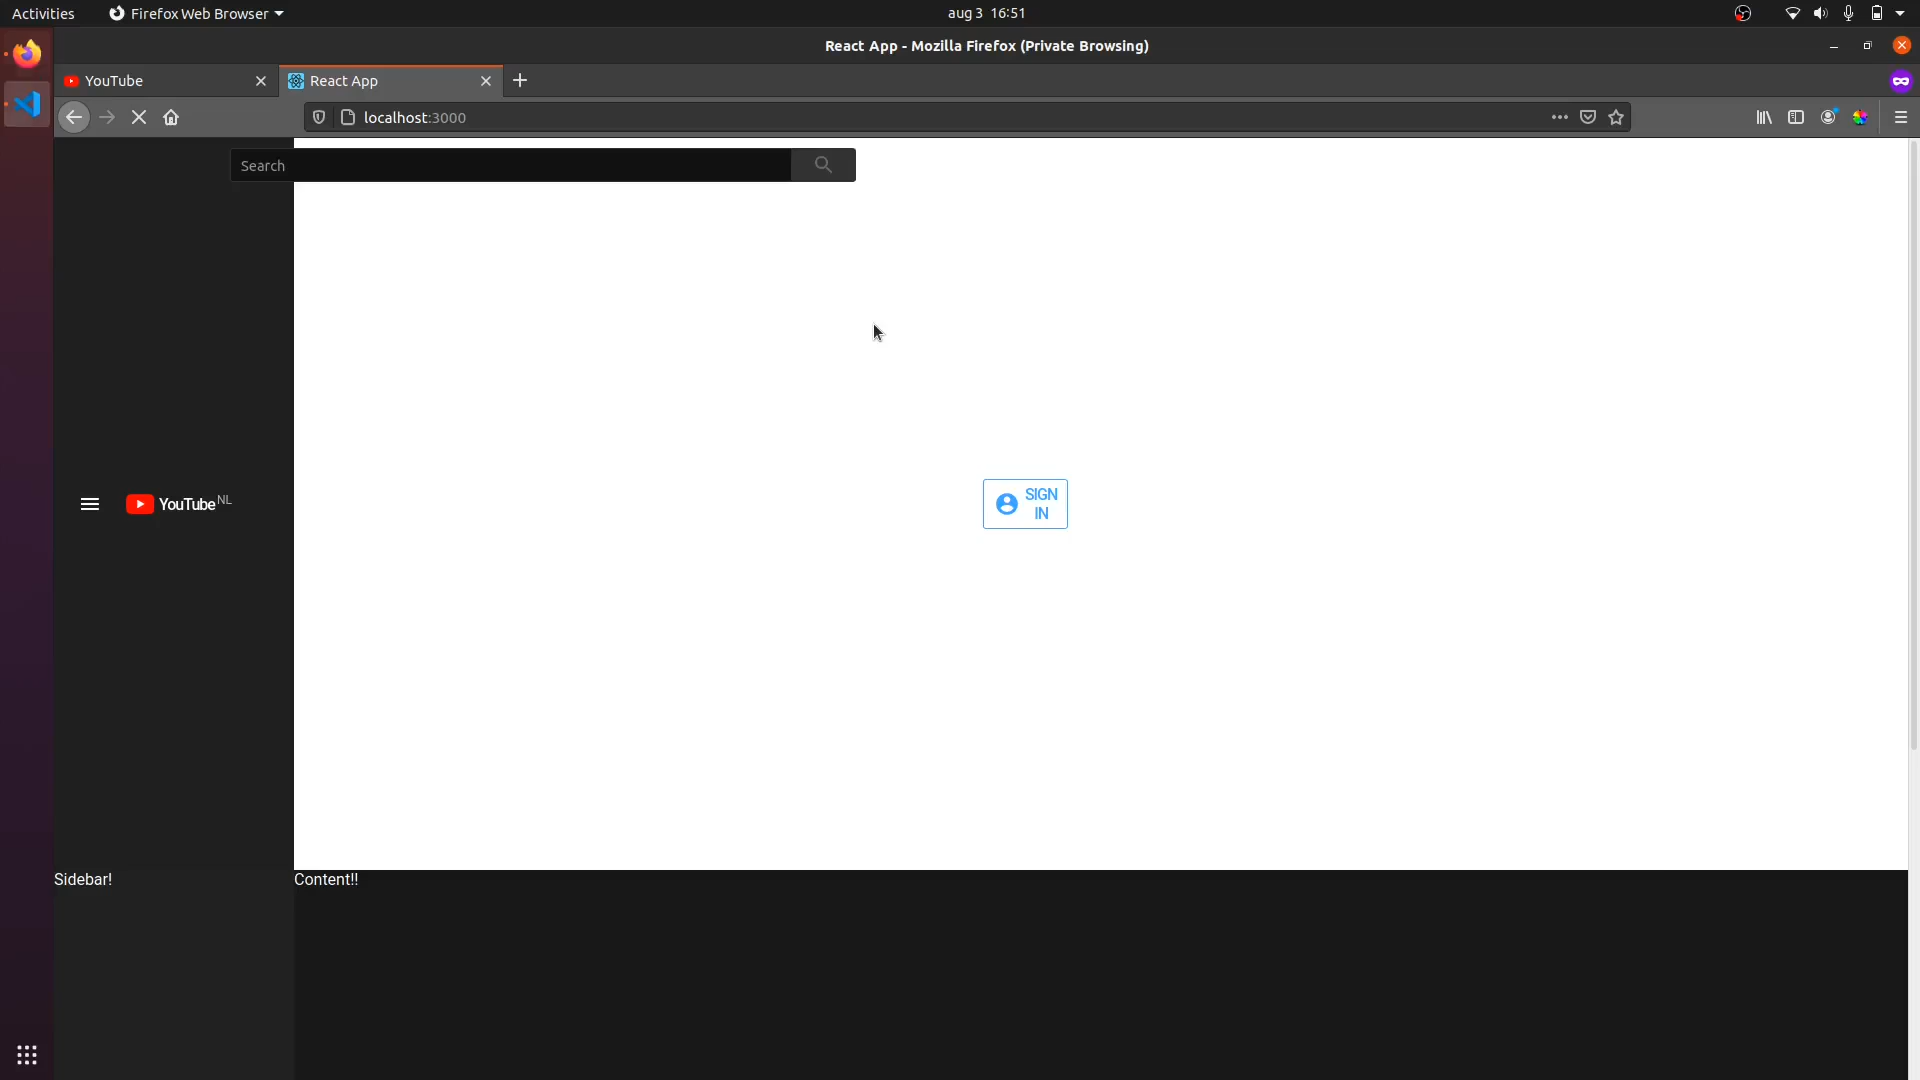 Activities
Firefox Web Browser
aug 3 16:51
React App - Mozilla Firefox (Private Browsing)
YouTube
React App
localhost:3000
Search
YouTube NL
SIGN
IN
Sidebar!
Content!!